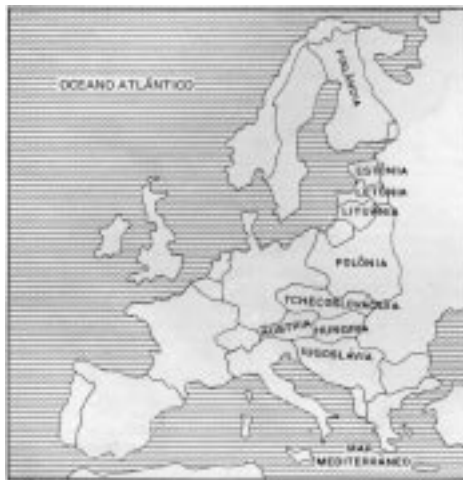 OCEANO ATLÂNTICO
FINLÂNDIA
ESTÔNIA
LETÔNIA
LITUÂNIA
POLÔNIA
TCHECOSLOVÁQUIA
ÁUSTRIA
HUNGRIA
IUGOSLÁVIA
MAR
MEDITERRÂNEO